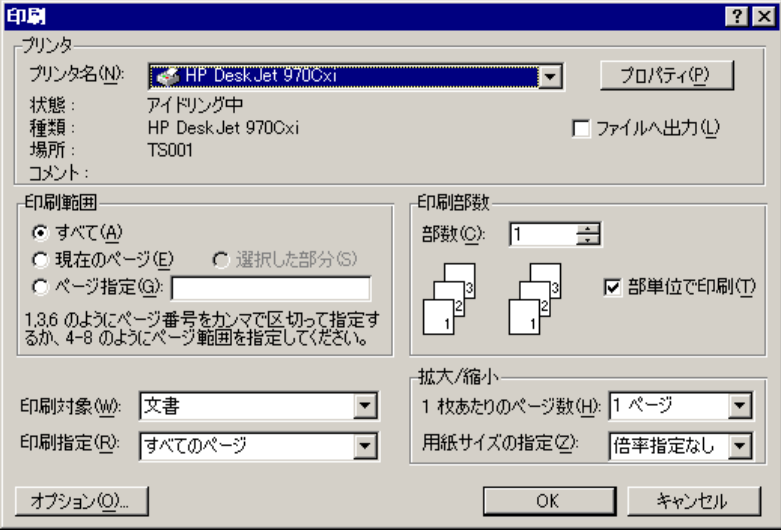 印刷
プリンタ
プリンタ名(N): HP DeskJet 970Cxi プロパティ(P)
状態: アイドリング中
種類: HP DeskJet 970Cxi ファイルへ出力(L)
場所: TS001
コメント:
印刷範囲
すべて(A)
現在のページ(E) 選択した部分(S)
ページ指定(G):
1,3,6 のようにページ番号をカンマで区切って指定す
るか、4-8 のようにページ範囲を指定してください。
印刷部数
部数(C): 1
3 3
2 2
1 1
部単位で印刷(T)
印刷対象(W): 文書
印刷指定(R): すべてのページ
拡大/縮小
1 枚あたりのページ数(H): 1 ページ
用紙サイズの指定(Z): 倍率指定なし
オプション(O)... OK キャンセル